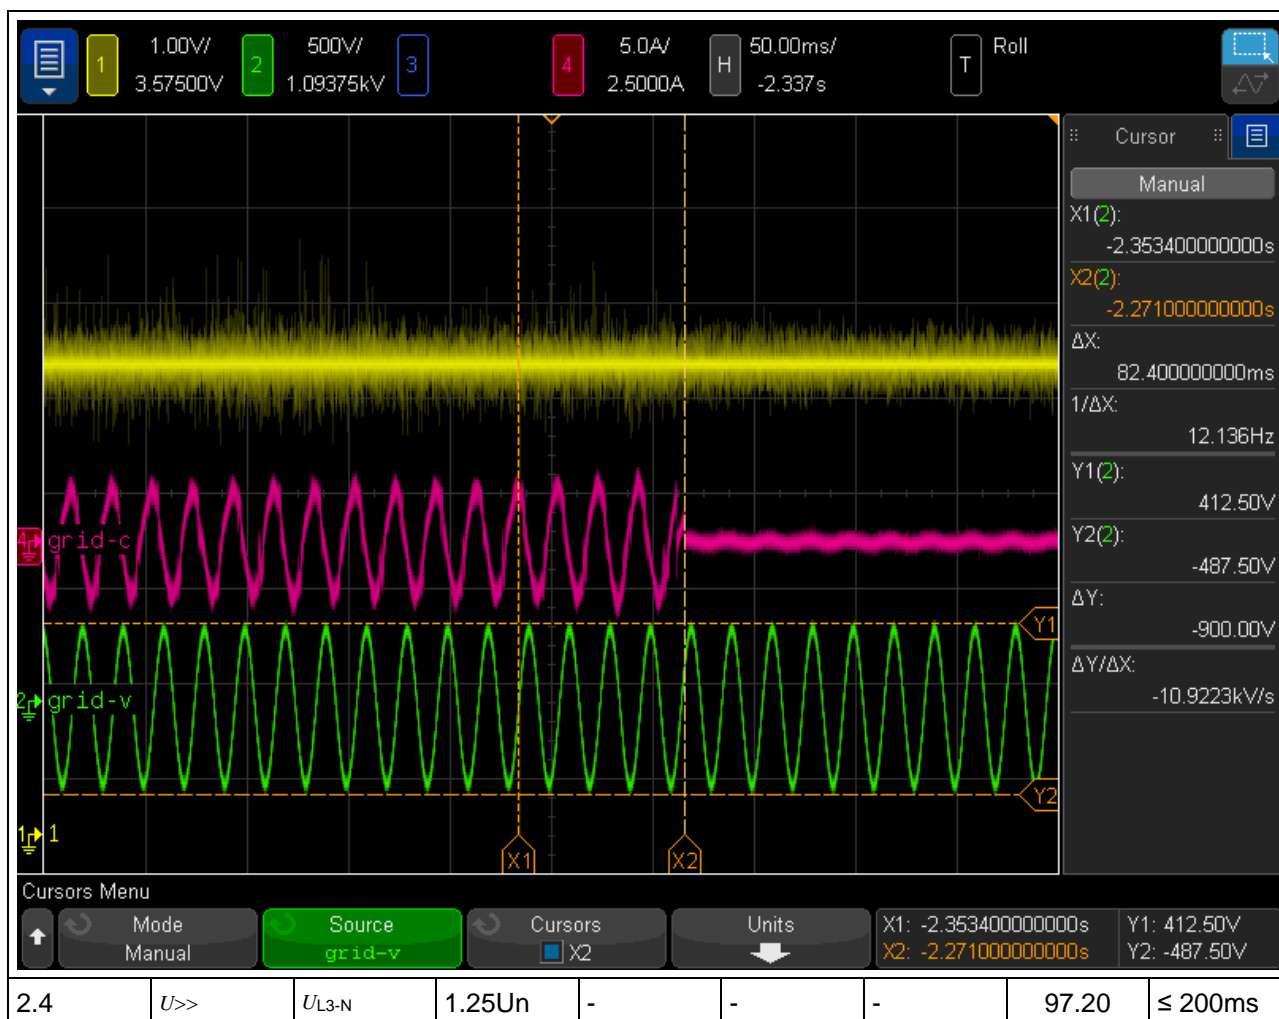 1 1.00V/ 2 500V/ 3 4 5.0A/ H 50.00ms/ T Roll
3.57500V 1.09375kV 2.5000A -2.337s
Cursor
Manual
X1(2):
-2.353400000000s
X2(2):
-2.271000000000s
ΔX:
82.400000000ms
1/ΔX:
12.136Hz
Y1(2):
412.50V
Y2(2):
-487.50V
ΔY:
-900.00V
ΔY/ΔX:
-10.9223kV/s
4 grid-c
Y1
2 grid-v
Y2
1 1
X1 X2
Cursors Menu
Mode Source Cursors Units X1: -2.353400000000s Y1: 412.50V
Manual grid-v X2 X2: -2.271000000000s Y2: -487.50V
2.4 U>> UL3-N 1.25Un - - - 97.20 ≤ 200ms